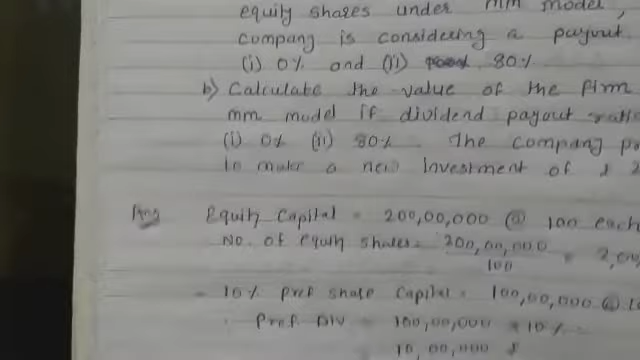 equity shares under mm model,
company is considering a payout
(i) 0% and (ii) 80%
b) Calculate the value of the firm
mm model if dividend payout ratio
(i) 0% (ii) 80%. The company
to make a new investment of
Ans Equity Capital = 200,00,000 @ 100 each
No. of equity shares = 200,00,000 / 100 =
- 10% Pref share Capital = 100,00,000 @
Pref. Div = 100,00,000 × 10% =
10,00,000